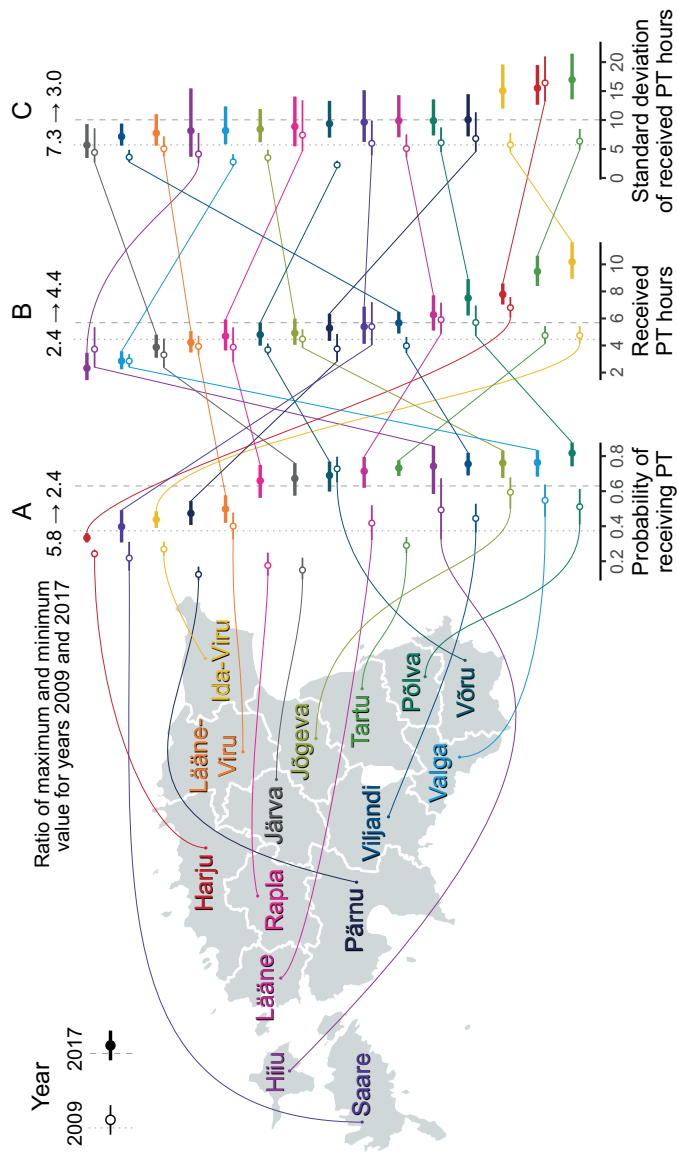 Year
2009
2017
Ratio of maximum and minimum
value for years 2009 and 2017
A
5.8 → 2.4
B
2.4 → 4.4
C
7.3 → 3.0
Harju
Lääne-
Viru
Ida-Viru
Hiiu
Lääne
Rapla
Järva
Jõgeva
Saare
Pärnu
Viljandi
Tartu
Valga
Põlva
Võru
0.2
0.4
0.6
0.8
Probability of
receiving PT
2
4
6
8
10
Received
PT hours
0
5
10
15
20
Standard deviation
of received PT hours